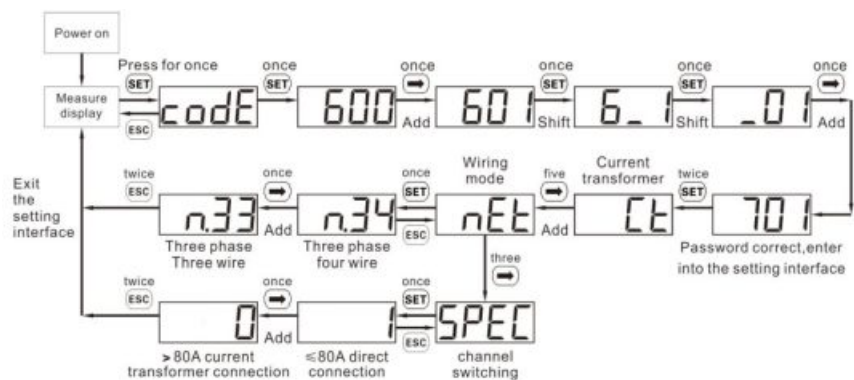 Power on
Press for once
once
once
once
once
once
SET
SET
➡
SET
SET
➡
Measure
display
ESC
codE
600
Add
601
Shift
6_1
Shift
_01
Add
Exit
the
setting
interface
twice
ESC
n.33
Three phase
Three wire
once
➡
Add
n.34
Three phase
four wire
once
SET
ESC
Wiring
mode
nEt
five
➡
Add
Current
transformer
Ct
twice
SET
701
Password correct,enter
into the setting interface
three
➡
twice
ESC
0
>80A current
transformer connection
once
➡
Add
1
≤80A direct
connection
once
SET
ESC
SPEC
channel
switching